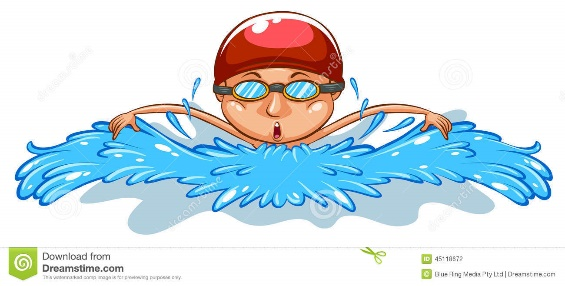 Download from
Dreamstime.com
This watermarked comp image is for previewing purposes only.
ID 45118672
© Blue Ring Media Pty Ltd | Dreamstime.com